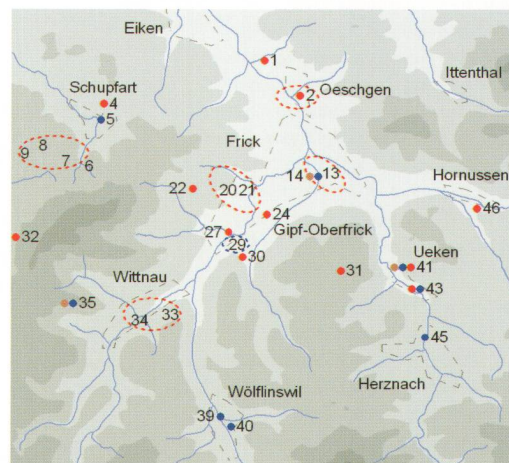 Eiken
1
Ittenthal
Schupfart
4
2 Oeschgen
5
Frick
8
9
7 6
14 13
Hornussen
22
20 21
46
24
27
Gipf-Oberfrick
32
29
30
Ueken
41
31
Wittnau
43
35
33
34
45
Wölflinswil
Herznach
39
40